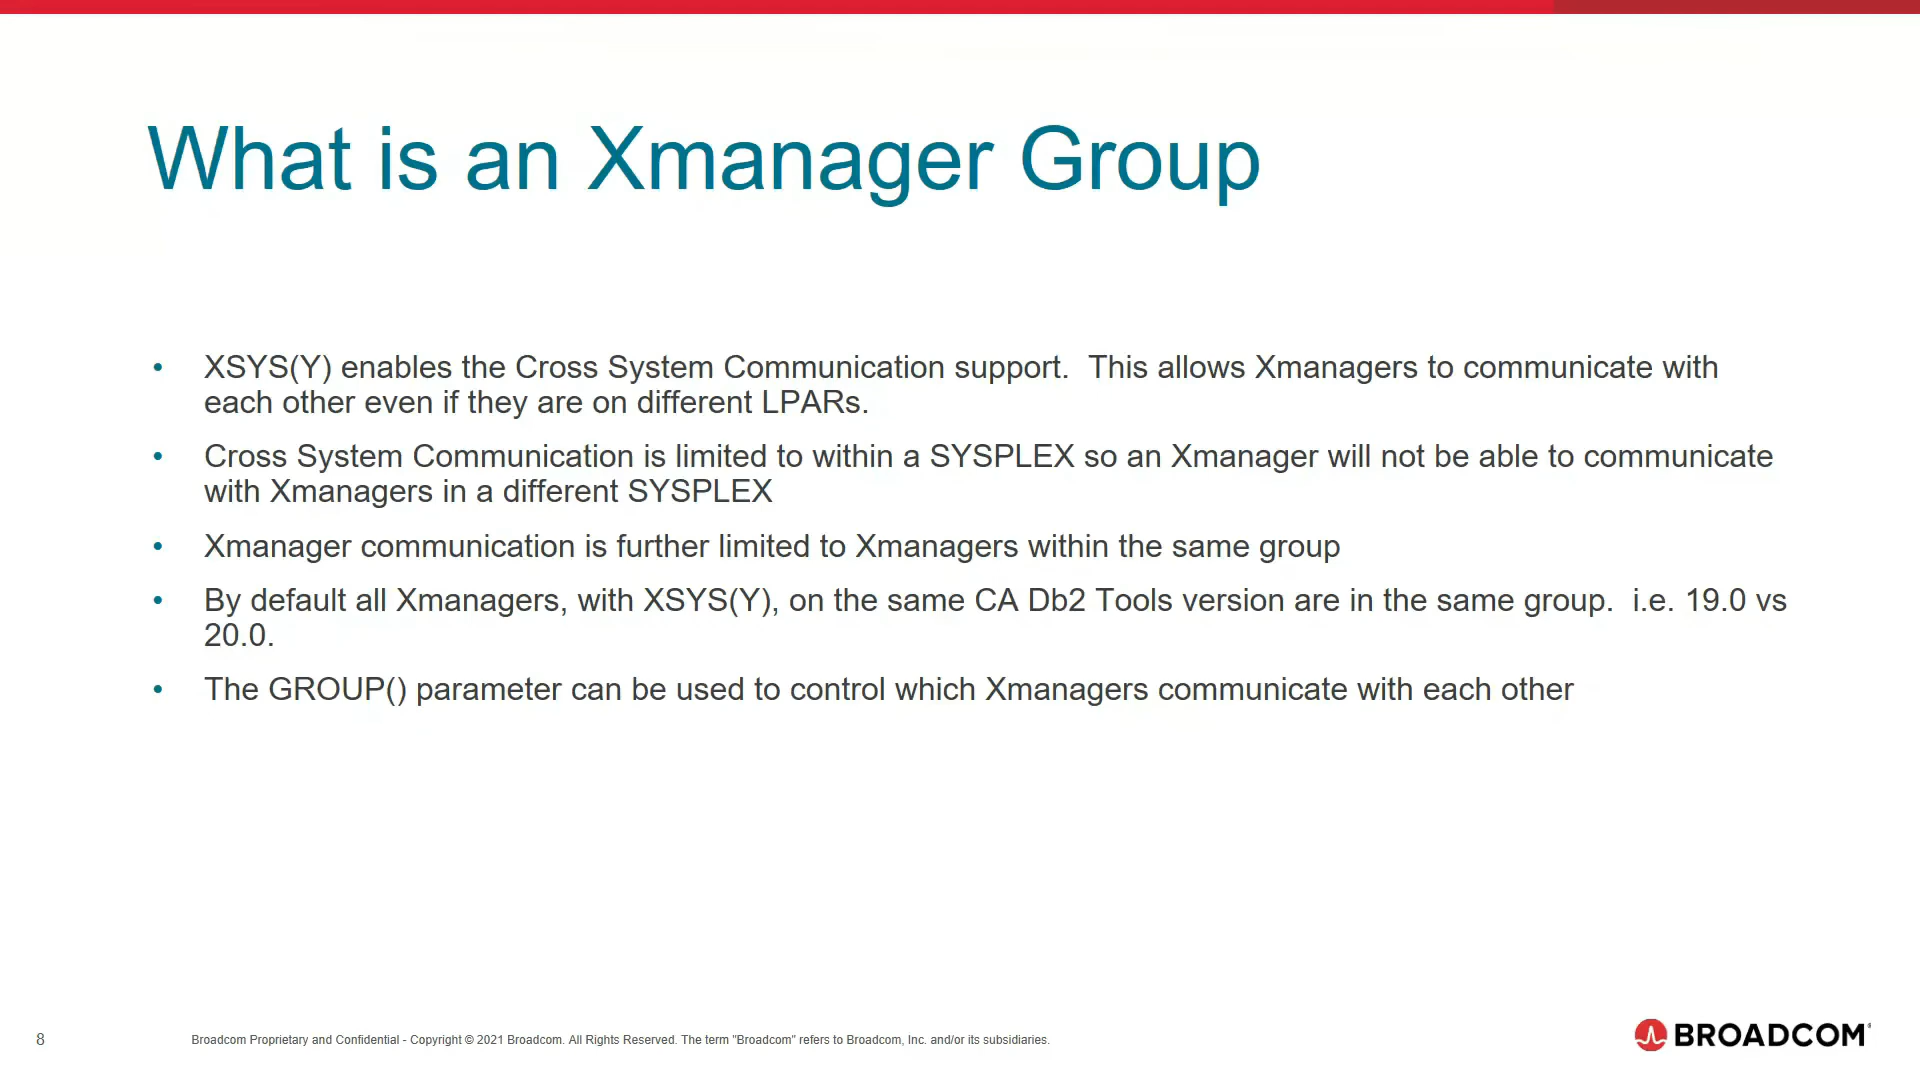 What is an Xmanager Group
• XSYS(Y) enables the Cross System Communication support.  This allows Xmanagers to communicate with
each other even if they are on different LPARs.
• Cross System Communication is limited to within a SYSPLEX so an Xmanager will not be able to communicate
with Xmanagers in a different SYSPLEX
• Xmanager communication is further limited to Xmanagers within the same group
• By default all Xmanagers, with XSYS(Y), on the same CA Db2 Tools version are in the same group.  i.e. 19.0 vs
20.0.
• The GROUP() parameter can be used to control which Xmanagers communicate with each other
8
Broadcom Proprietary and Confidential - Copyright © 2021 Broadcom. All Rights Reserved. The term "Broadcom" refers to Broadcom, Inc. and/or its subsidiaries.
BROADCOM®